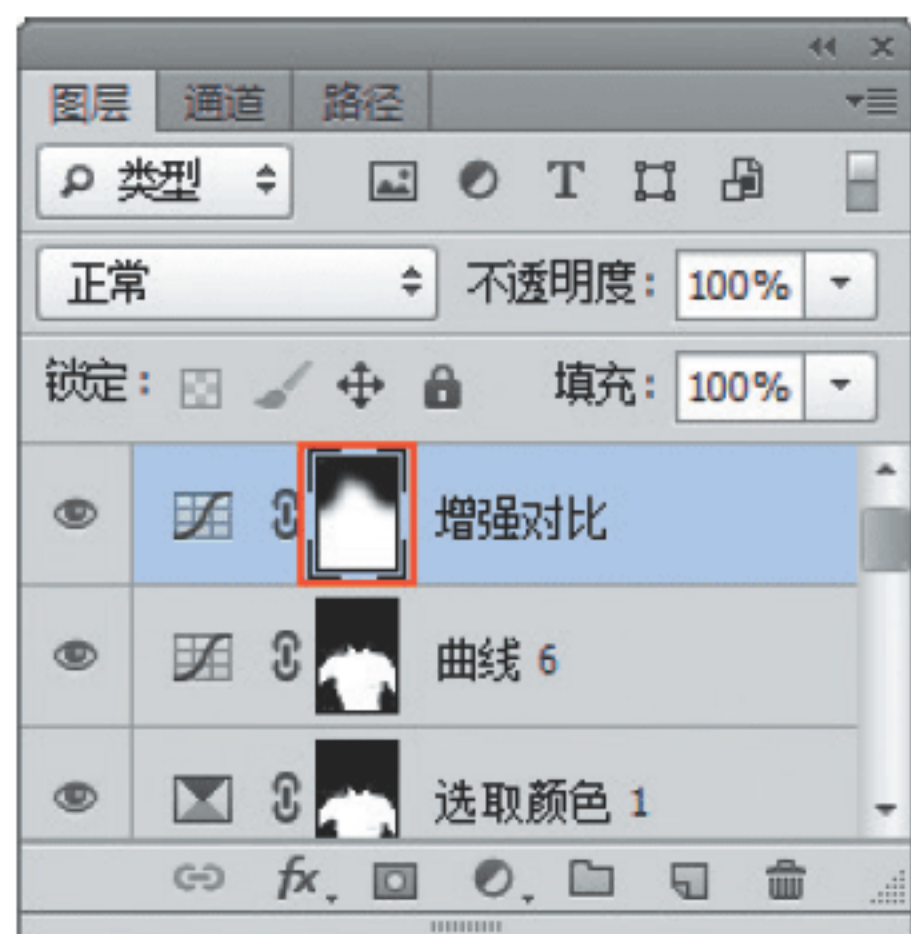 图层 通道 路径
类型 T
正常 不透明度: 100%
锁定: 填充: 100%
增强对比
曲线 6
选取颜色 1
fx